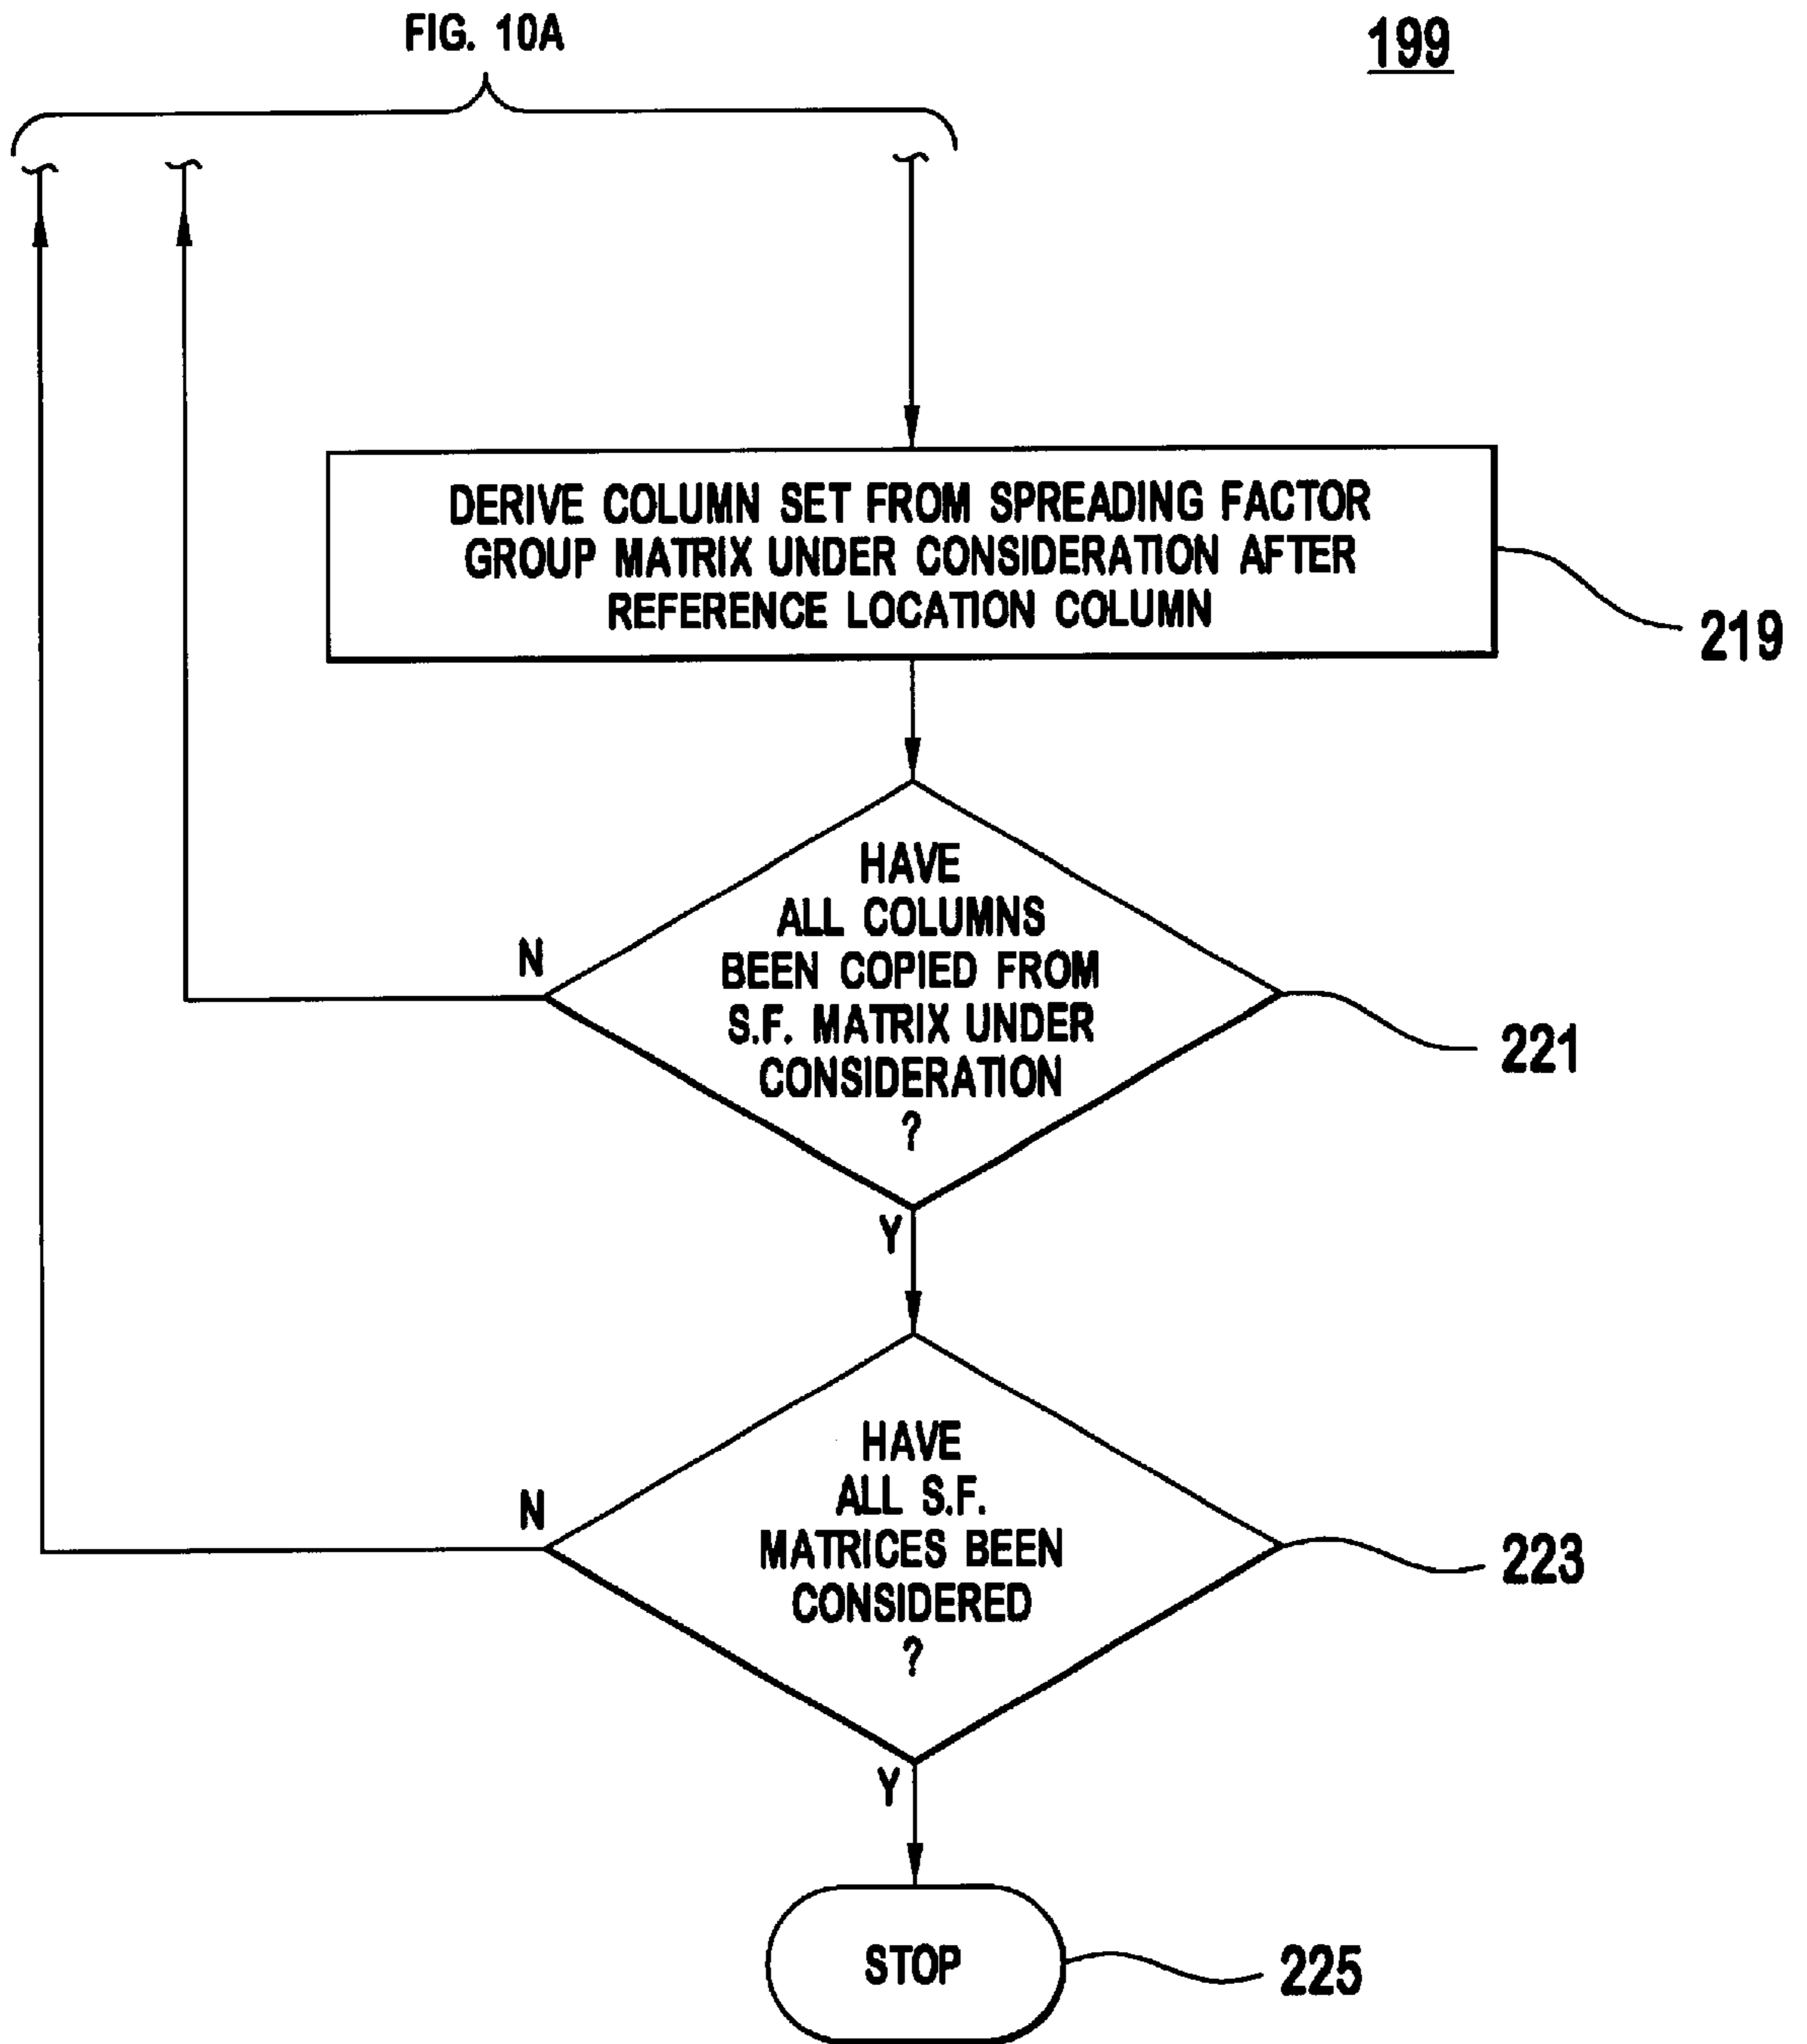 FIG. 10A
199
DERIVE COLUMN SET FROM SPREADING FACTOR
GROUP MATRIX UNDER CONSIDERATION AFTER
REFERENCE LOCATION COLUMN
219
HAVE
ALL COLUMNS
BEEN COPIED FROM
S.F. MATRIX UNDER
CONSIDERATION
?
N
221
Y
HAVE
ALL S.F.
MATRICES BEEN
CONSIDERED
?
N
223
Y
STOP
225